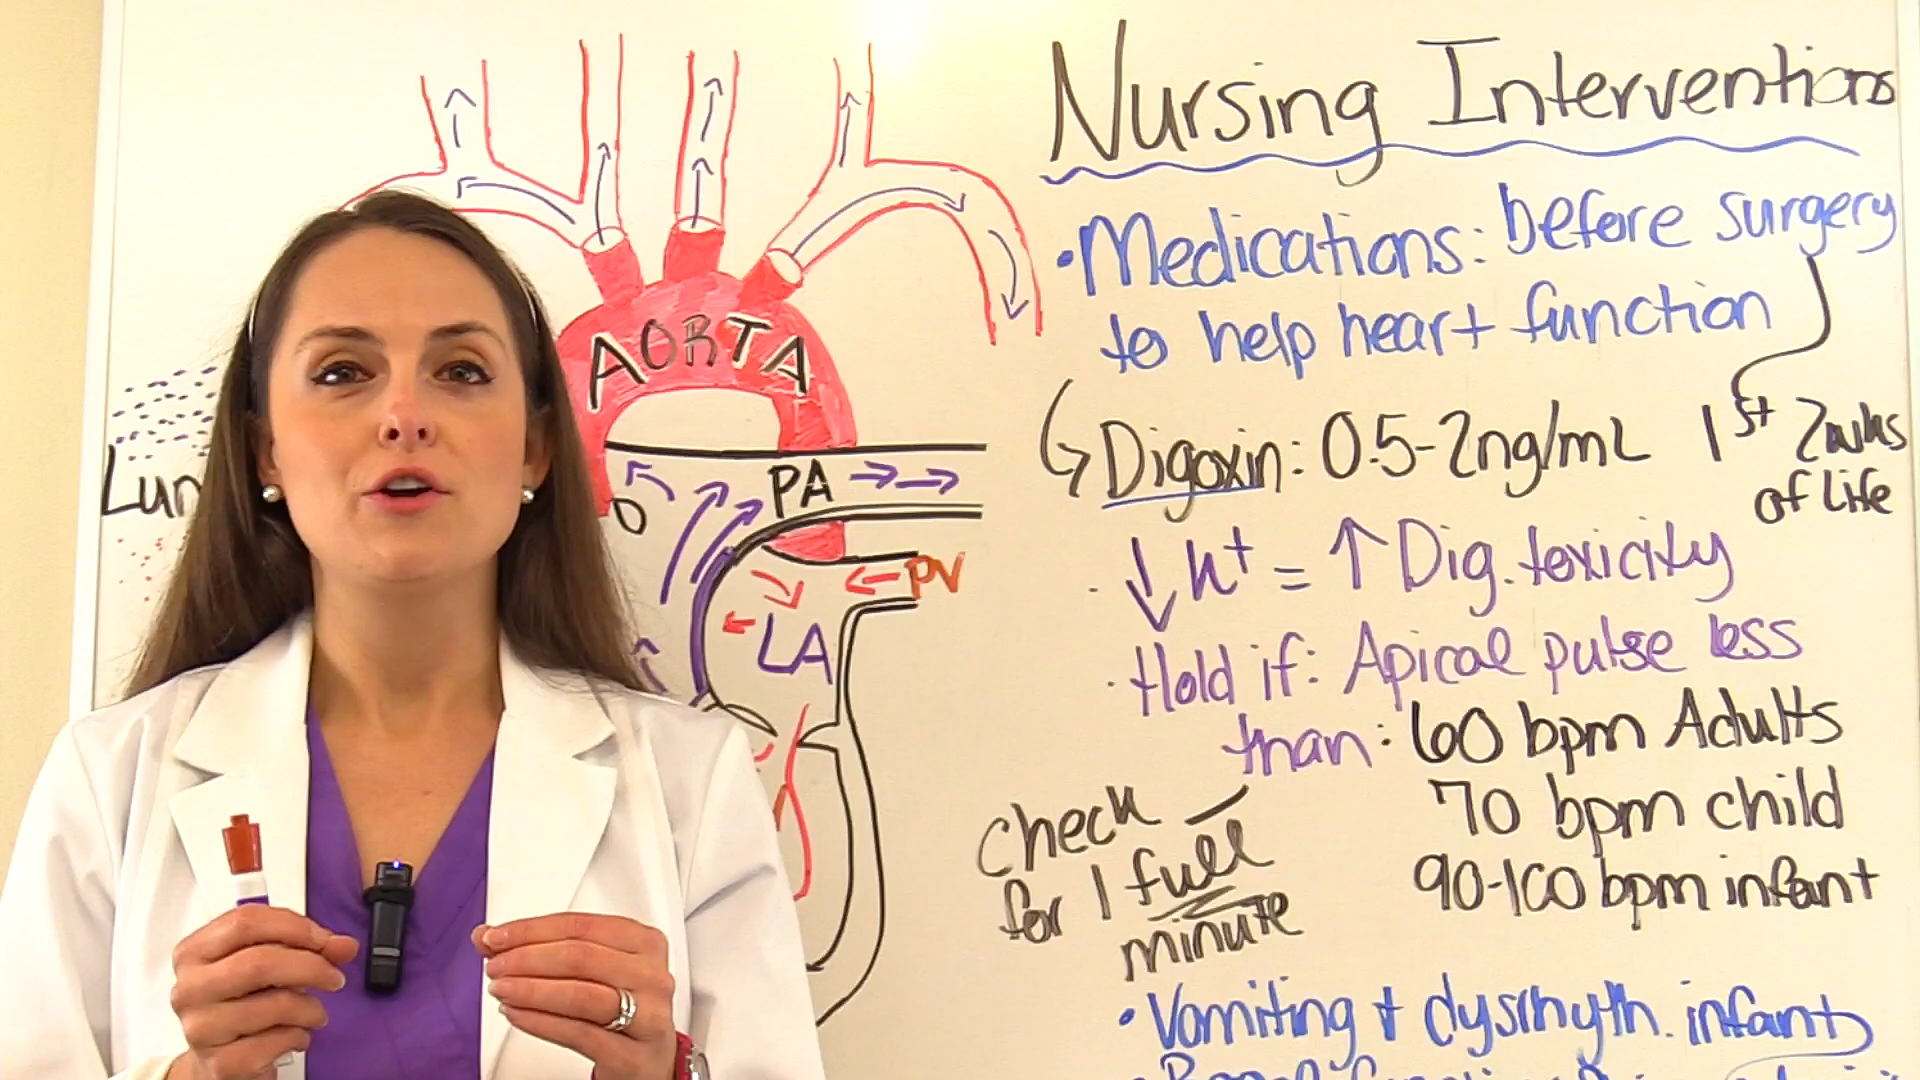 Nursing Interventions
• Medications: before surgery
to help heart function
Digoxin: 0.5-2ng/mL 1st 2wks
of Life
↓ K+ = ↑ Dig. toxicity
· Hold if: Apical pulse less
than: 60 bpm Adults
70 bpm child
90-100 bpm infant
check
for 1 full
minute
• Vomiting + dysrhyth. infants
AORTA
PA
PV
LA
Lun